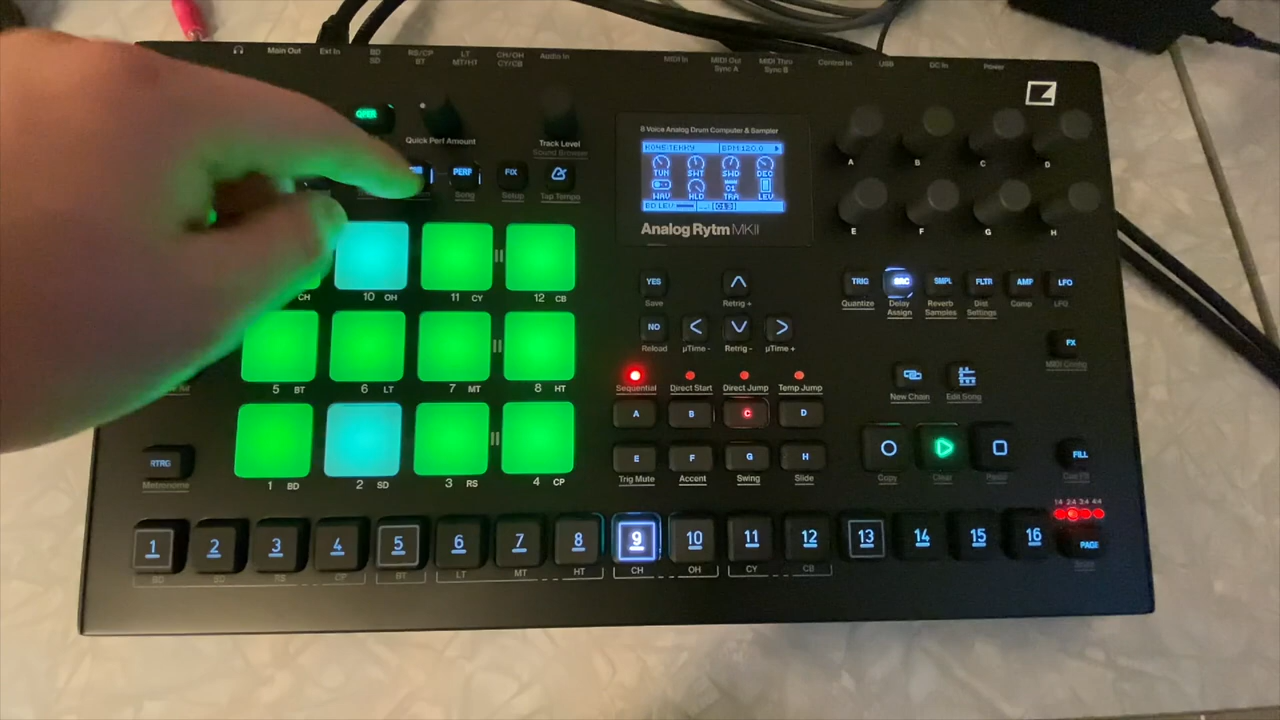 Main Out
Ext In
BD
SD
RS/CP
BT
LT
MT/HT
CH/OH
CY/CB
Audio In
MIDI In
MIDI Out
Sync A
MIDI Thru
Sync B
Control In
USB
DC In
Power
Quick Perf Amount
Track Level
Sound Browser
PERF
Song
FIX
Setup
Tap Tempo
8 Voice Analog Drum Computer & Sampler
BPM120.0
TUN
SWT
SWD
DEC
WAV
HLD
C1
TRA
LEV
BD LEV
Analog Rytm MKII
A
B
C
D
E
F
G
H
CH
10 OH
11 CY
12 CB
5 BT
6 LT
7 MT
8 HT
1 BD
2 SD
3 RS
4 CP
YES
Save
Retrig +
NO
Reload
µTime -
Retrig -
µTime +
TRIG
Quantize
SRC
Delay
Assign
SMPL
Reverb
Samples
FLTR
Dist
Settings
AMP
Comp
LFO
LFO
FX
MIDI Config
Sequential
Direct Start
Direct Jump
Temp Jump
A
B
C
D
New Chain
Edit Song
E
F
G
H
Trig Mute
Accent
Swing
Slide
Copy
Clear
Paste
FILL
Cue Fill
RTRG
Metronome
1:4 2:4 3:4 4:4
PAGE
Scale
1
2
3
4
5
6
7
8
9
10
11
12
13
14
15
16
BD
SD
RS
CP
BT
LT
MT
HT
CH
OH
CY
CB